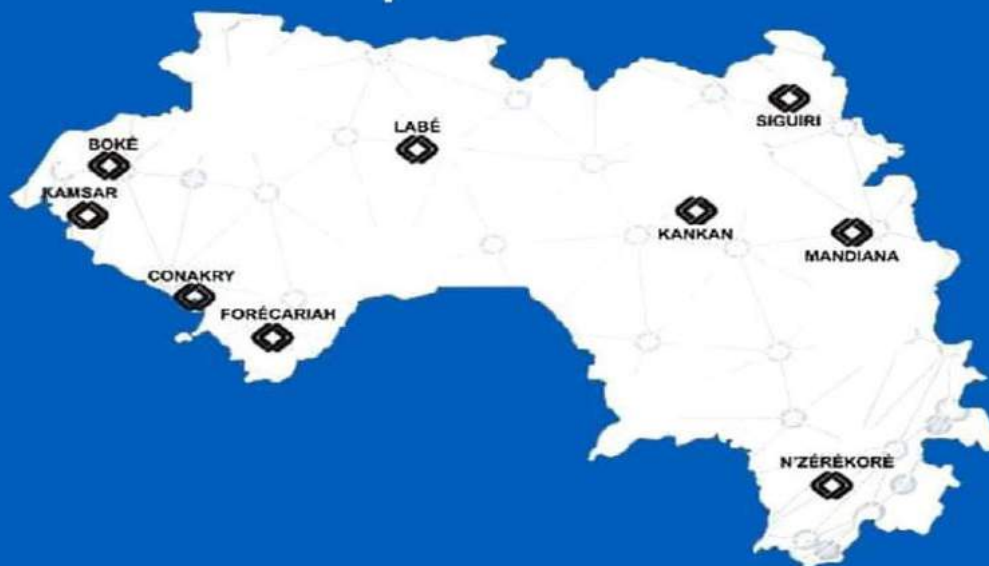 SIGUIRI
LABÉ
BOKÉ
KAMSAR
KANKAN
MANDIANA
CONAKRY
FORÉCARIAH
N'ZÉRÉKORÉ